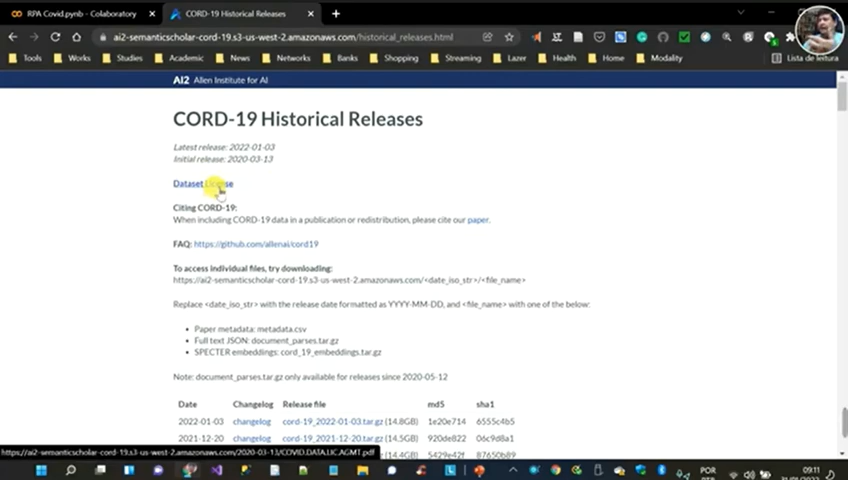 RPA Covid.pynb - Colaboratory
CORD-19 Historical Releases
ai2-semanticscholar-cord-19.s3-us-west-2.amazonaws.com/historical_releases.html
Tools Works Studies Academic News Networks Banks Shopping Streaming Lazer Health Home Modality Lista de leitura
AI2 Allen Institute for AI
CORD-19 Historical Releases
Latest release: 2022-01-03
Initial release: 2020-03-13
Dataset License
Citing CORD-19:
When including CORD-19 data in a publication or redistribution, please cite our paper.
FAQ: https://github.com/allenai/cord19
To access individual files, try downloading:
https://ai2-semanticscholar-cord-19.s3-us-west-2.amazonaws.com/<date_iso_str>/<file_name>
Replace <date_iso_str> with the release date formatted as YYYY-MM-DD, and <file_name> with one of the below:
• Paper metadata: metadata.csv
• Full text JSON: document_parses.tar.gz
• SPECTER embeddings: cord_19_embeddings.tar.gz
Note: document_parses.tar.gz only available for releases since 2020-05-12
Date Changelog Release file md5 sha1
2022-01-03 changelog cord-19_2022-01-03.tar.gz (14.8GB) 1e20e714 6555c4b5
2021-12-20 changelog cord-19_2021-12-20.tar.gz (14.5GB) 920de822 06c9d8a1
https://ai2-semanticscholar-cord-19.s3-us-west-2.amazonaws.com/2020-03-13/COVID.DATA.LIC.AGMT.pdf
5429e42f 87650b89
POR
09:11